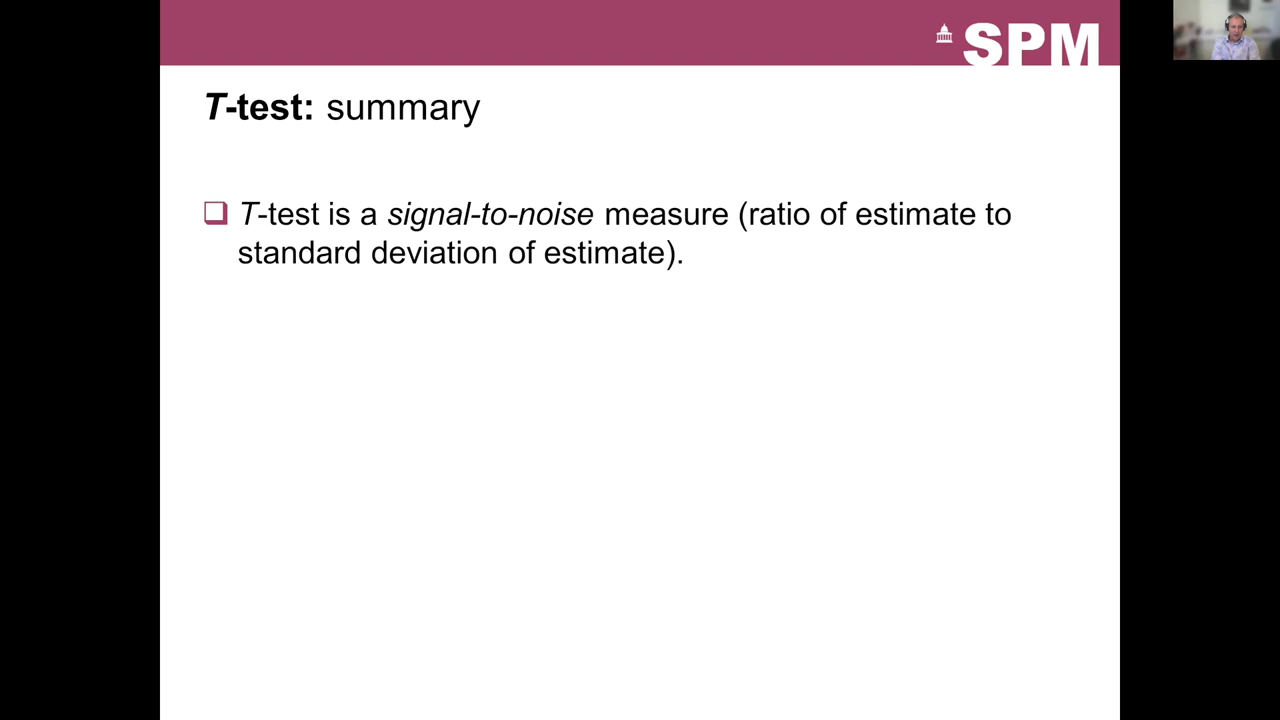 SPM
T-test: summary
T-test is a signal-to-noise measure (ratio of estimate to
standard deviation of estimate).